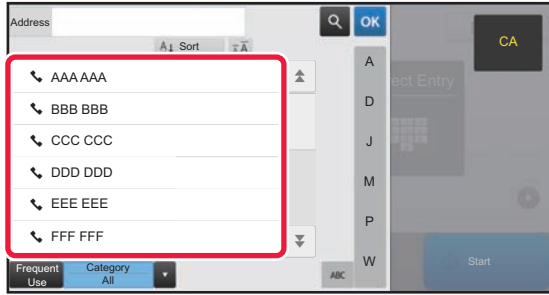 Address
OK
CA
Sort
A
AAA AAA
BBB BBB
CCC CCC
DDD DDD
EEE EEE
FFF FFF
A
D
J
M
P
W
ect Entry
Frequent Use
Category All
ABC
Start